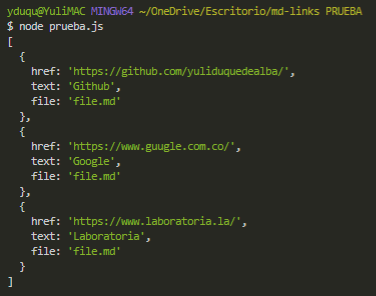 yduqu@YuliMAC MINGW64 ~/OneDrive/Escritorio/md-links PRUEBA
$ node prueba.js
[
  {
    href: 'https://github.com/yuliduquedealba/',
    text: 'Github',
    file: 'file.md'
  },
  {
    href: 'https://www.guugle.com.co/',
    text: 'Google',
    file: 'file.md'
  },
  {
    href: 'https://www.laboratoria.la/',
    text: 'Laboratoria',
    file: 'file.md'
  }
]